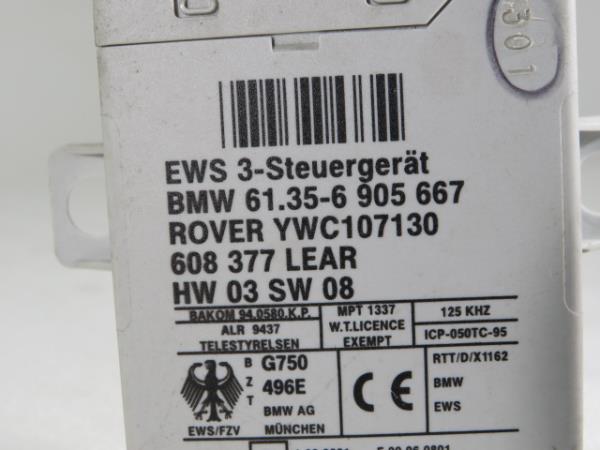 301
EWS 3-Steuergerät
BMW 61.35-6 905 667
ROVER YWC107130
608 377 LEAR
HW 03 SW 08
BAKOM 94.0580.K.P.
ALR 9437
TELESTYRELSEN
MPT 1337
W.T.LICENCE
EXEMPT
125 KHZ
ICP-050TC-95
B
Z
T
G750
496E
BMW AG
MÜNCHEN
EWS/FZV
CE
RTT/D/X1162
BMW
EWS